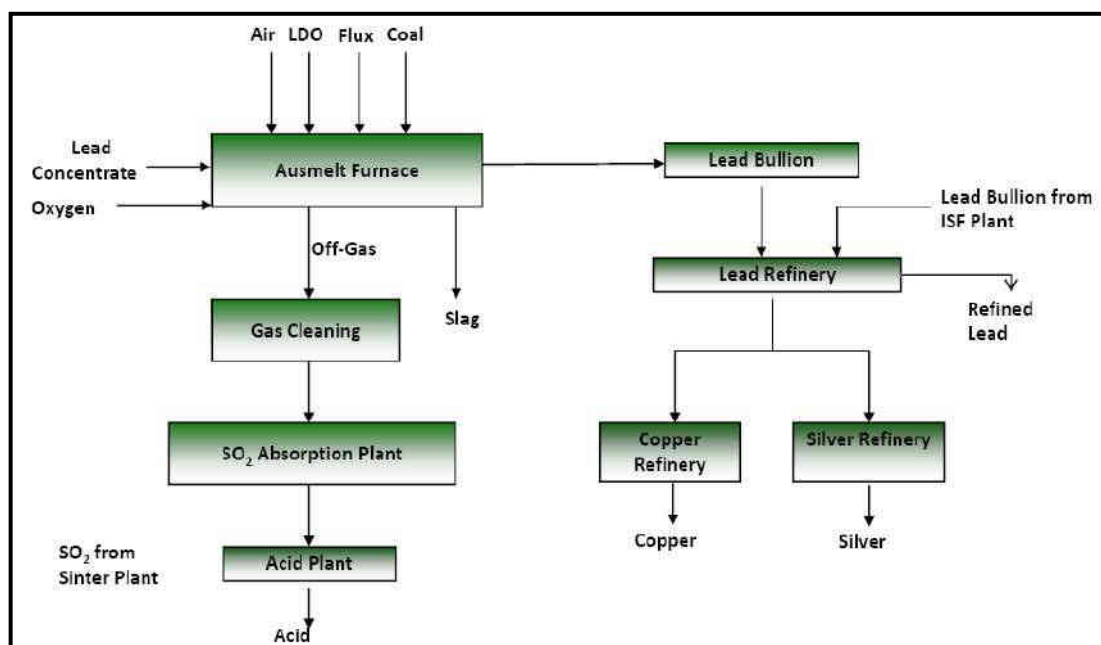 Air LDO Flux Coal
Lead
Concentrate
Oxygen
Ausmelt Furnace
Lead Bullion
Lead Bullion from
ISF Plant
Lead Refinery
Refined
Lead
Off-Gas
Slag
Gas Cleaning
SO₂ Absorption Plant
Copper
Refinery
Silver Refinery
Copper
Silver
SO₂ from
Sinter Plant
Acid Plant
Acid